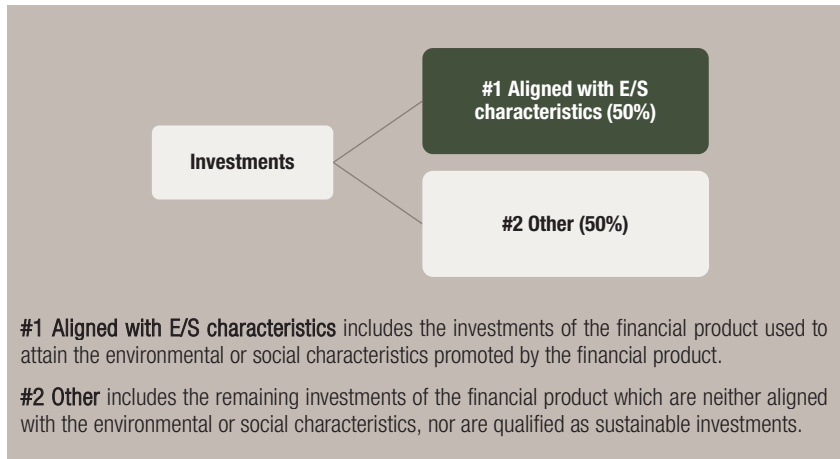 #1 Aligned with E/S
characteristics (50%)
Investments
#2 Other (50%)
#1 Aligned with E/S characteristics includes the investments of the financial product used to
attain the environmental or social characteristics promoted by the financial product.
#2 Other includes the remaining investments of the financial product which are neither aligned
with the environmental or social characteristics, nor are qualified as sustainable investments.